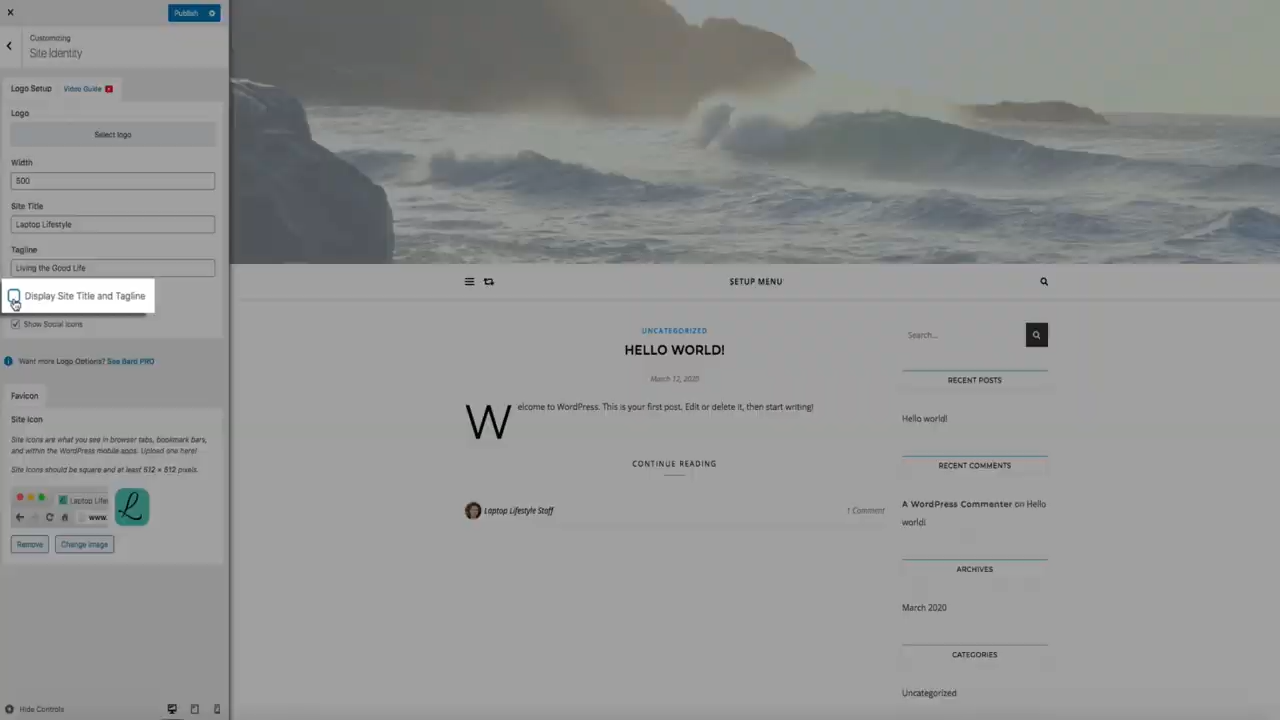 Publish
Customizing
Site Identity
Logo Setup
Video Guide
Logo
Select logo
Width
500
Site Title
Laptop Lifestyle
Tagline
Living the Good Life
Display Site Title and Tagline
Show Social Icons
Want more Logo Options? See Bard PRO
Favicon
Site Icon
Site Icons are what you see in browser tabs, bookmark bars,
and within the WordPress mobile apps. Upload one here!
Site Icons should be square and at least 512 × 512 pixels.
Laptop Lifes
www.
L
Remove
Change image
Hide Controls
SETUP MENU
UNCATEGORIZED
HELLO WORLD!
March 12, 2020
Welcome to WordPress. This is your first post. Edit or delete it, then start writing!
CONTINUE READING
Laptop Lifestyle Staff
1 Comment
Search...
RECENT POSTS
Hello world!
RECENT COMMENTS
A WordPress Commenter on Hello
world!
ARCHIVES
March 2020
CATEGORIES
Uncategorized